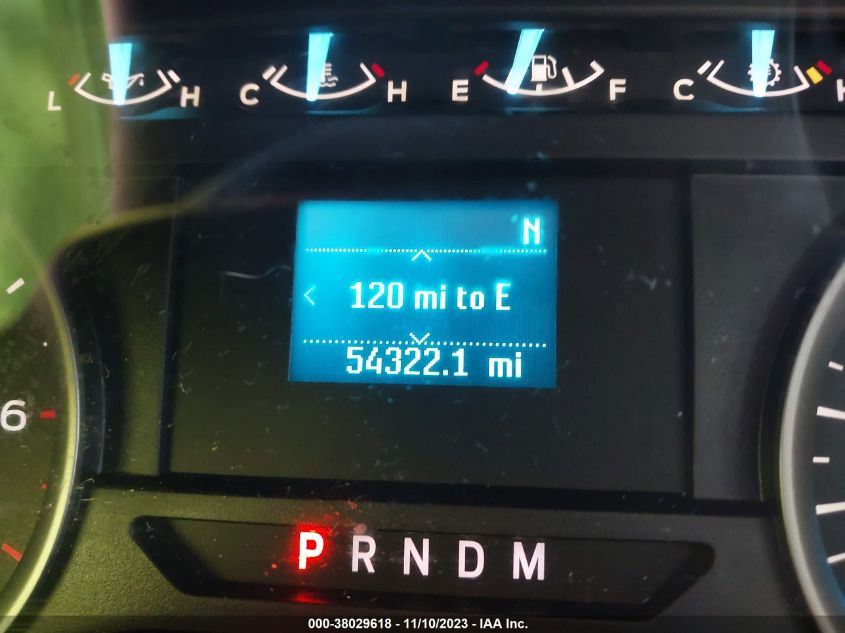 L H C H E F C H
N
120 mi to E
54322.1 mi
6
P R N D M
000-38029618 - 11/10/2023 - IAA Inc.